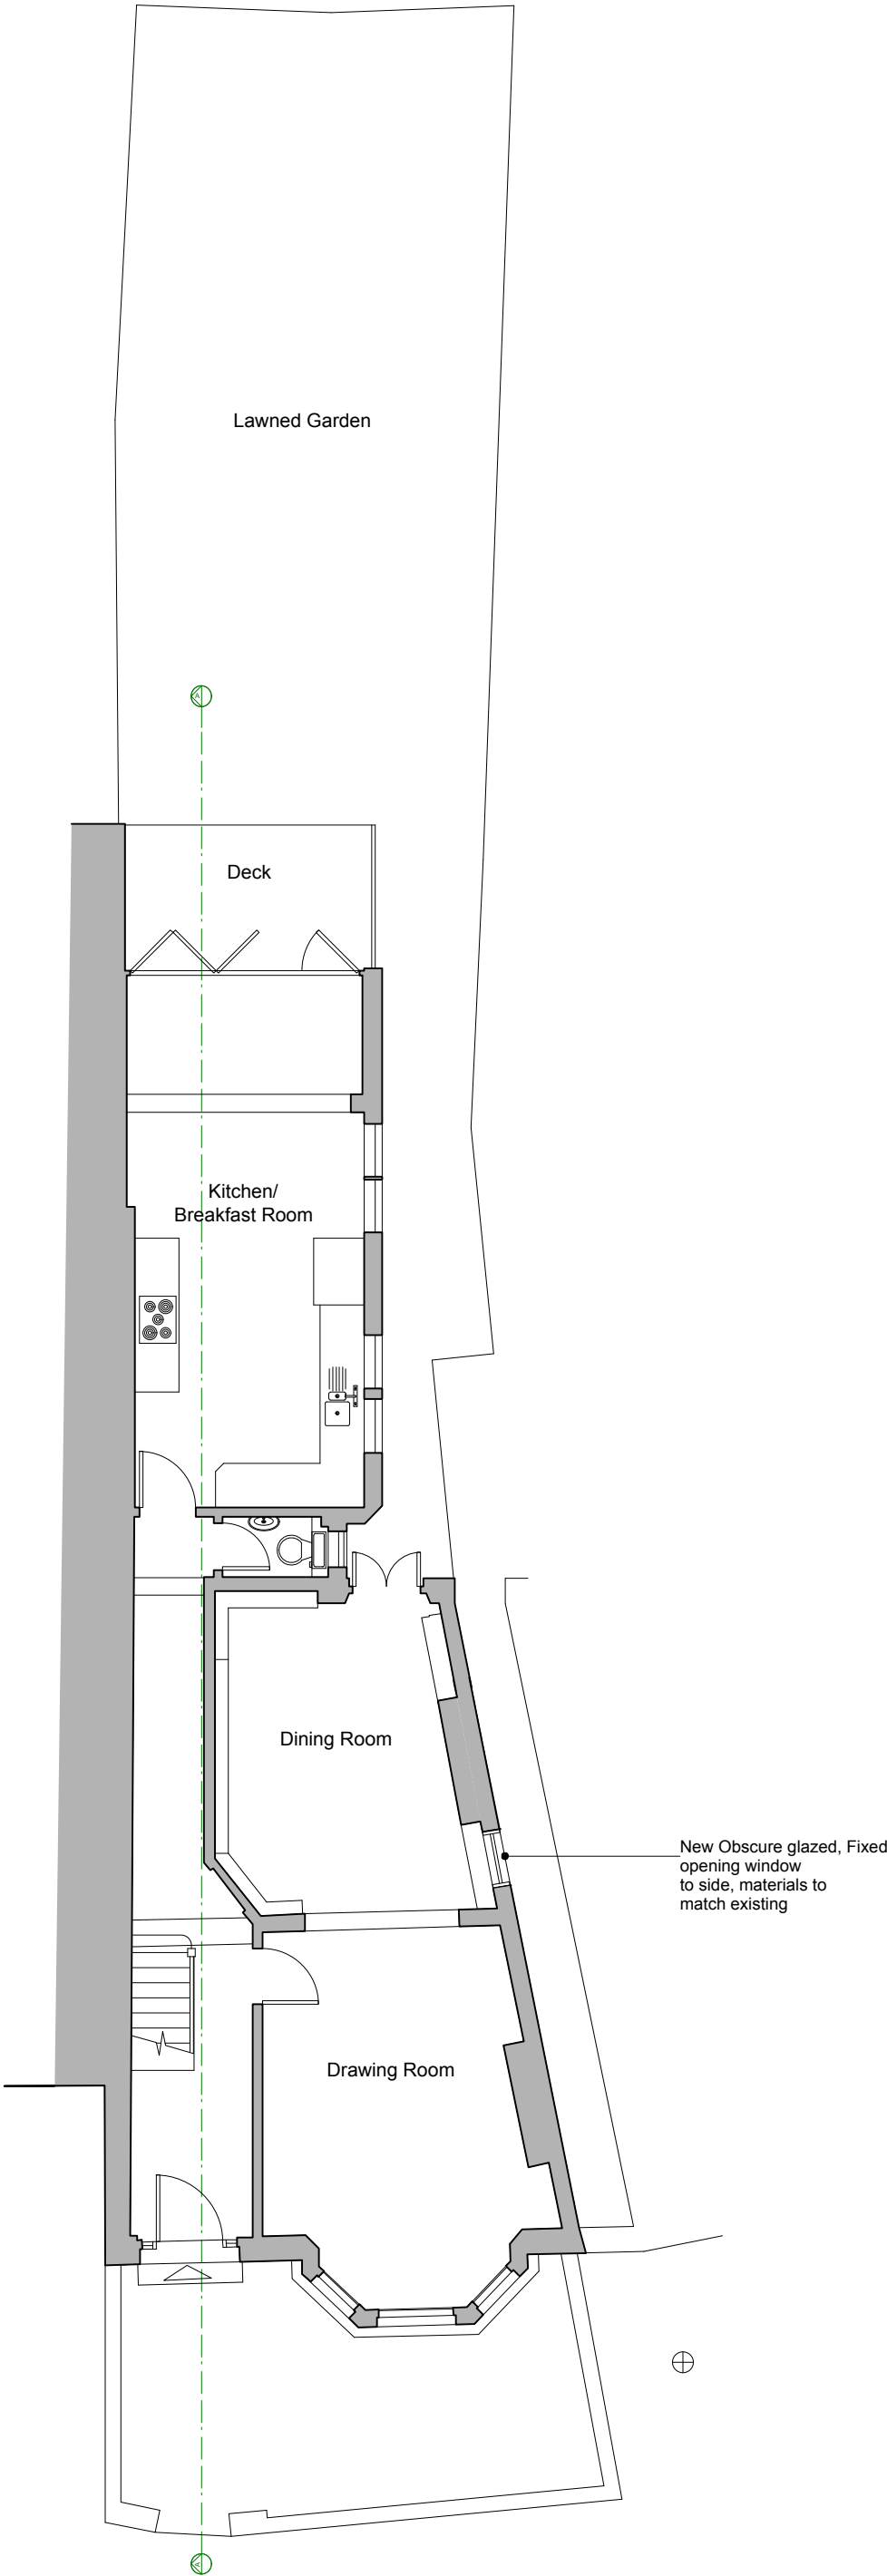 Lawned Garden
A
Deck
Kitchen/
Breakfast Room
Dining Room
New Obscure glazed, Fixed
opening window
to side, materials to
match existing
Drawing Room
A